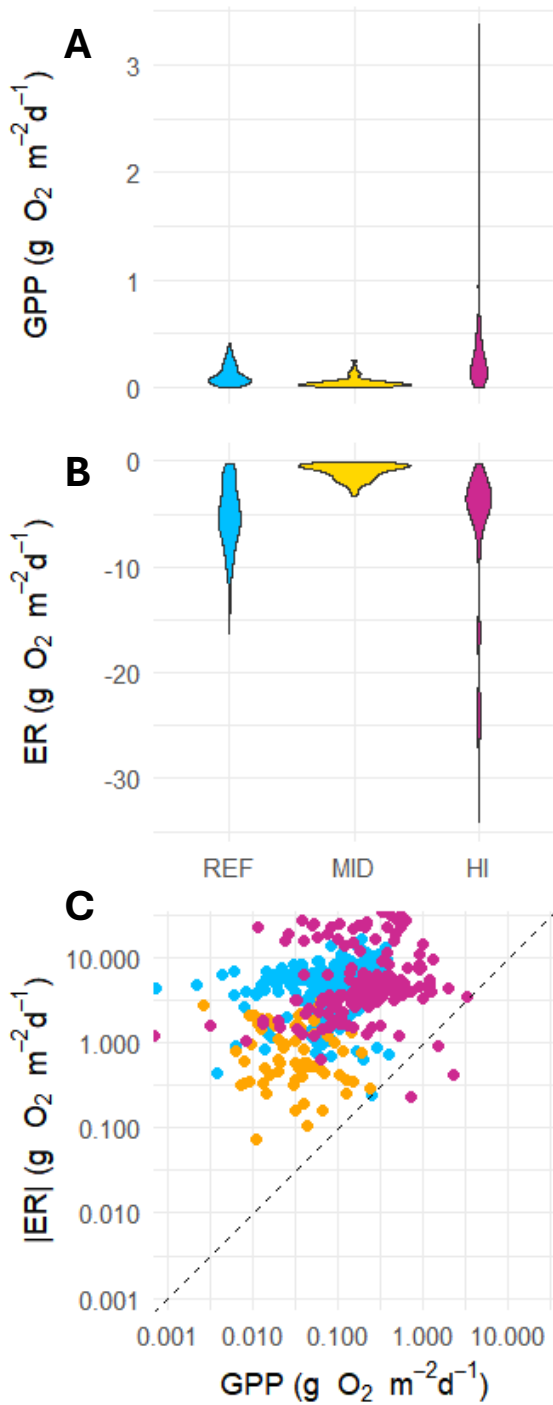 A
GPP (g O₂ m⁻²d⁻¹)
3
2
1
0
B
ER (g O₂ m⁻²d⁻¹)
0
-10
-20
-30
REF MID HI
C
|ER| (g O₂ m⁻²d⁻¹)
10.000
1.000
0.100
0.010
0.001
0.001 0.010 0.100 1.000 10.000
GPP (g O₂ m⁻²d⁻¹)